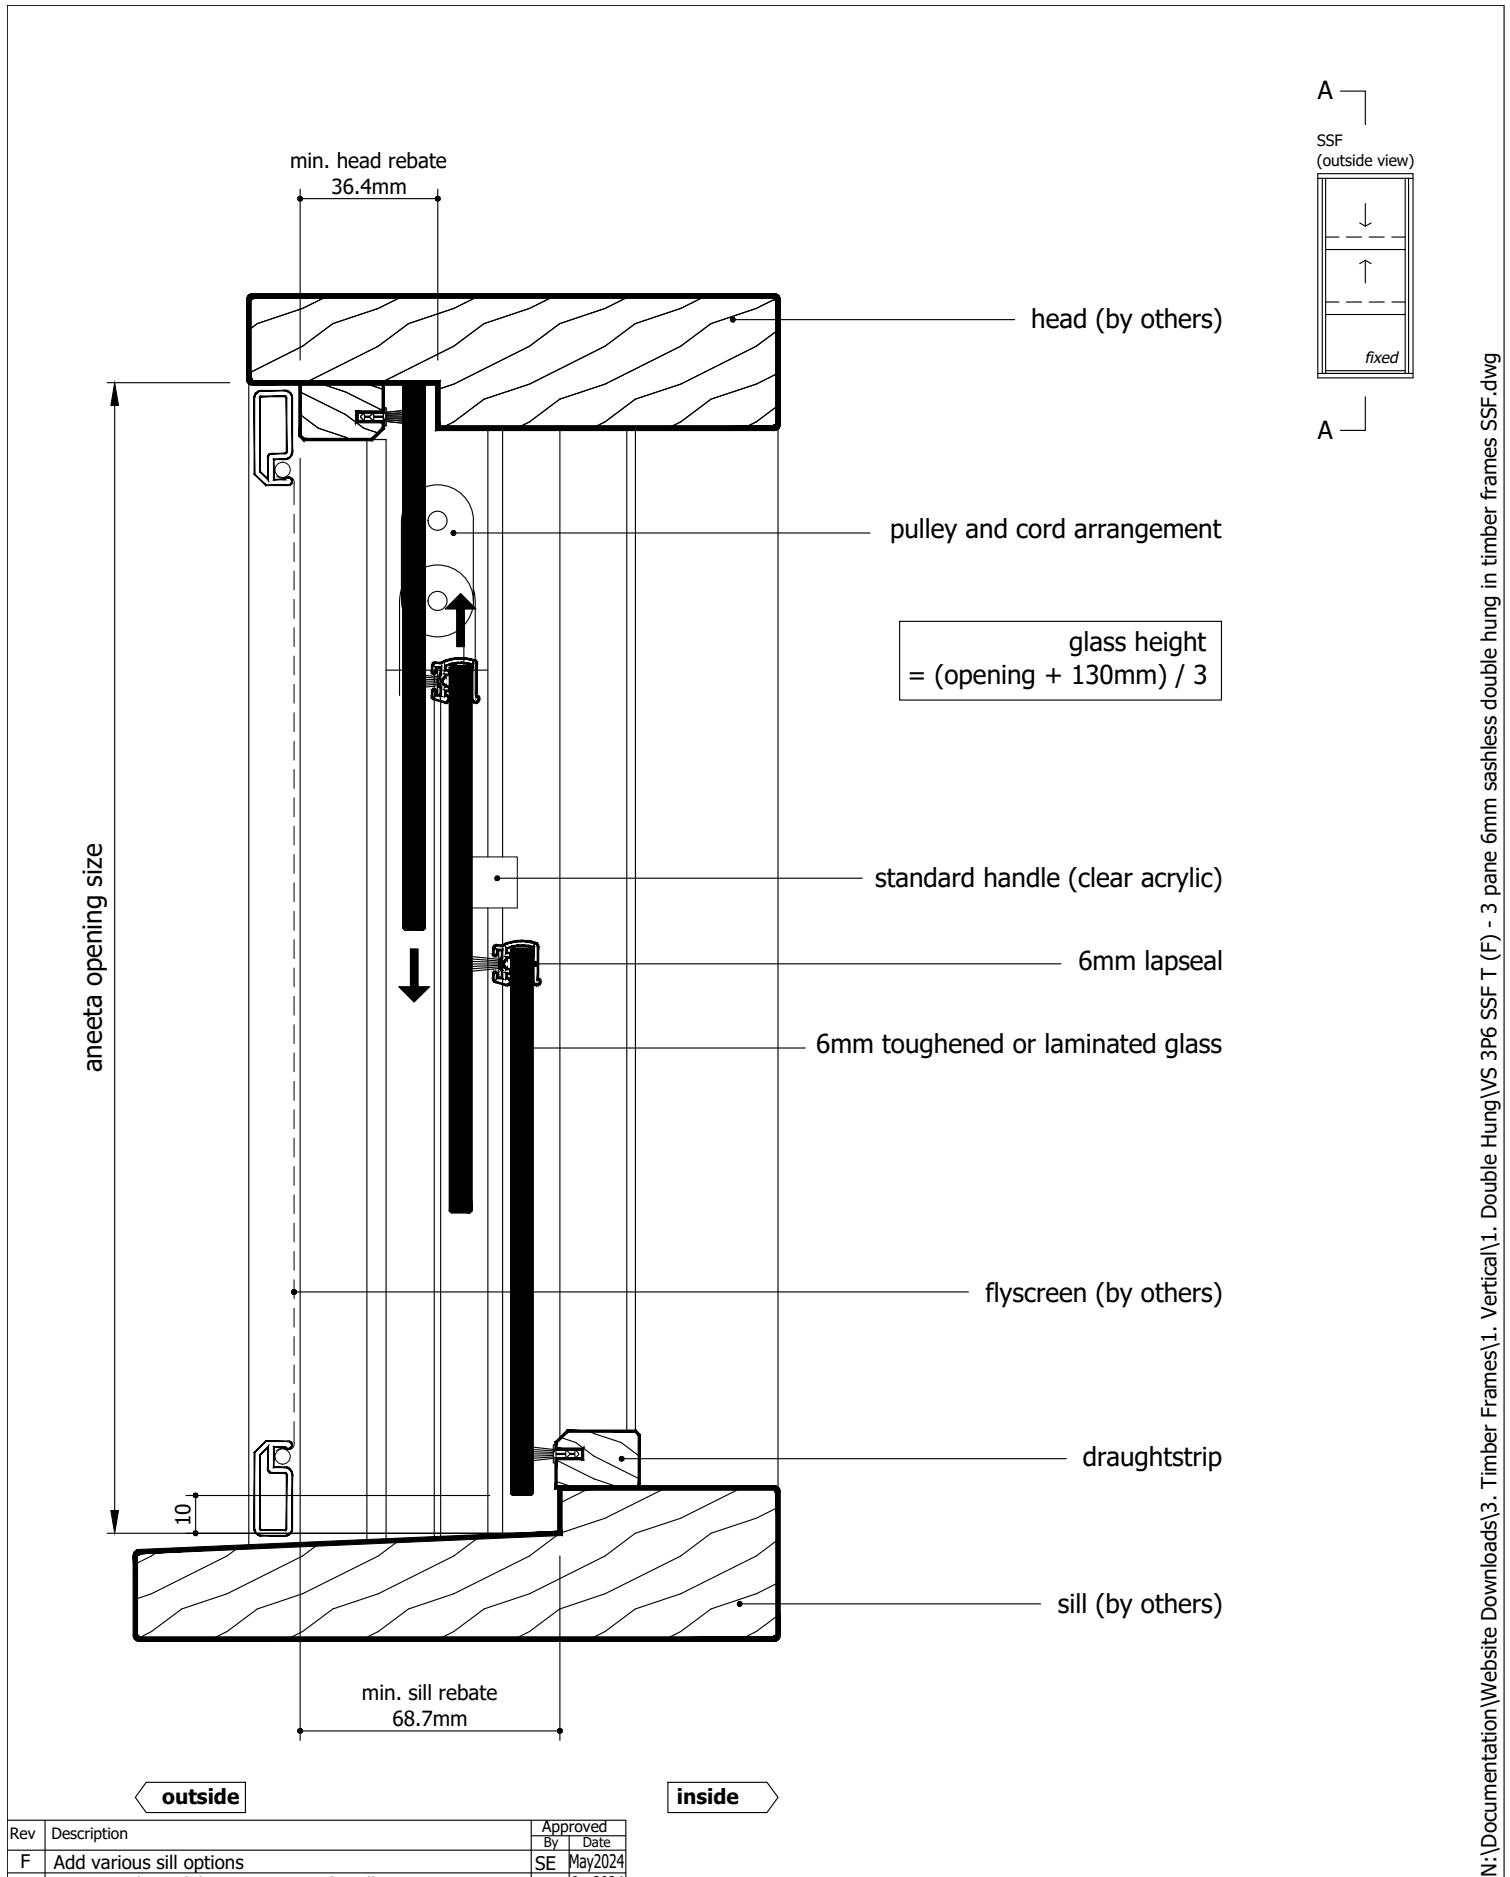 A
SSF
(outside view)
fixed
A
min. head rebate
36.4mm
head (by others)
pulley and cord arrangement
glass height
= (opening + 130mm) / 3
standard handle (clear acrylic)
6mm lapseal
6mm toughened or laminated glass
aneeta opening size
flyscreen (by others)
draughtstrip
10
sill (by others)
min. sill rebate
68.7mm
outside
inside
Rev Description Approved
By Date
F Add various sill options SE May2024
N:\Documentation\Website Downloads\3. Timber Frames\1. Vertical\1. Double Hung\VS 3P6 SSF T (F) - 3 pane 6mm sashless double hung in timber frames SSF.dwg